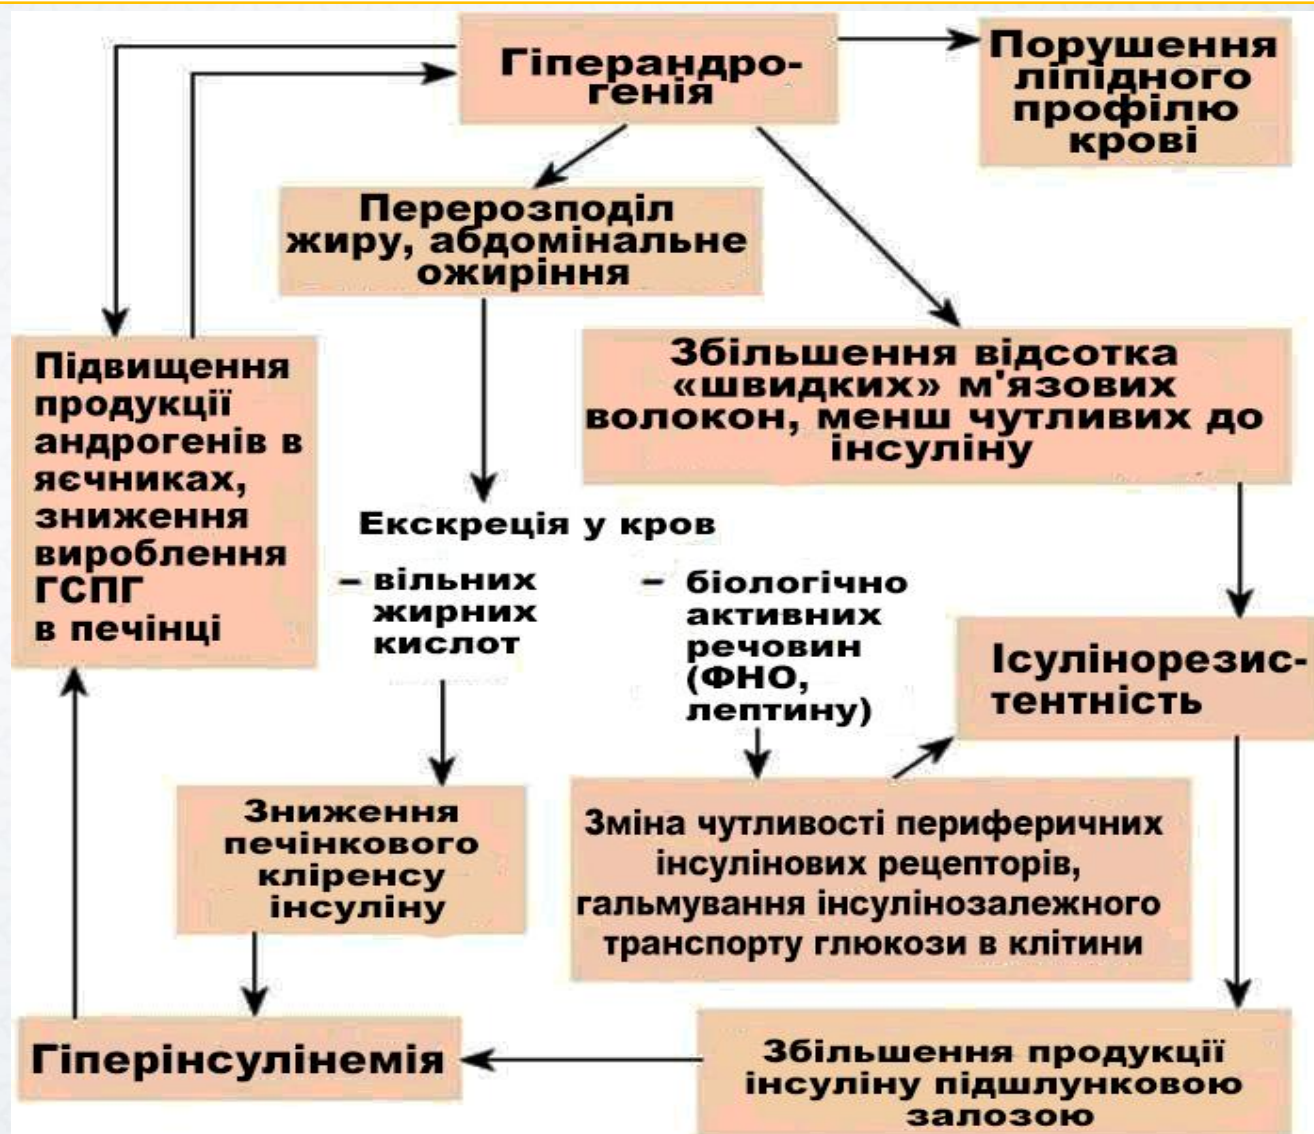 Гіперандро-
генія
Порушення
ліпідного
профілю
крові
Перерозподіл
жиру, абдомінальне
ожиріння
Підвищення
продукції
андрогенів в
яєчниках,
зниження
вироблення
ГСПГ
в печінці
Збільшення відсотка
«швидких» м'язових
волокон, менш чутливих до
інсуліну
Екскреція у кров
– вільних
жирних
кислот
– біологічно
активних
речовин
(ФНО,
лептину)
Ісулінорезис-
тентність
Зниження
печінкового
кліренсу
інсуліну
Зміна чутливості периферичних
інсулінових рецепторів,
гальмування інсулінозалежного
транспорту глюкози в клітини
Гіперінсулінемія
Збільшення продукції
інсуліну підшлунковою
залозою